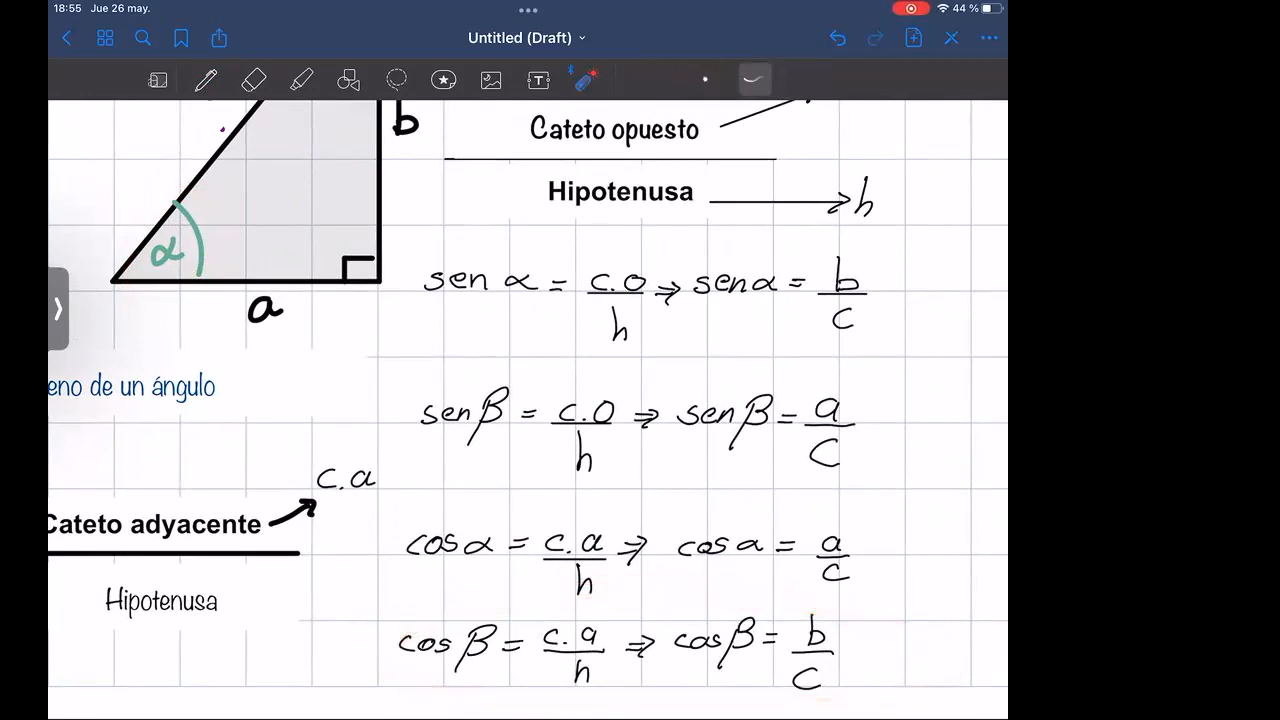 18:55 Jue 26 may.
44 %
Untitled (Draft)
b
α
a
eno de un ángulo
c.a
Cateto adyacente
Hipotenusa
Cateto opuesto
Hipotenusa → h
sen α = c.o/h ⇒ sen α = b/c
sen β = c.o/h ⇒ sen β = a/c
cos α = c.a/h ⇒ cos α = a/c
cos β = c.a/h ⇒ cos β = b/c